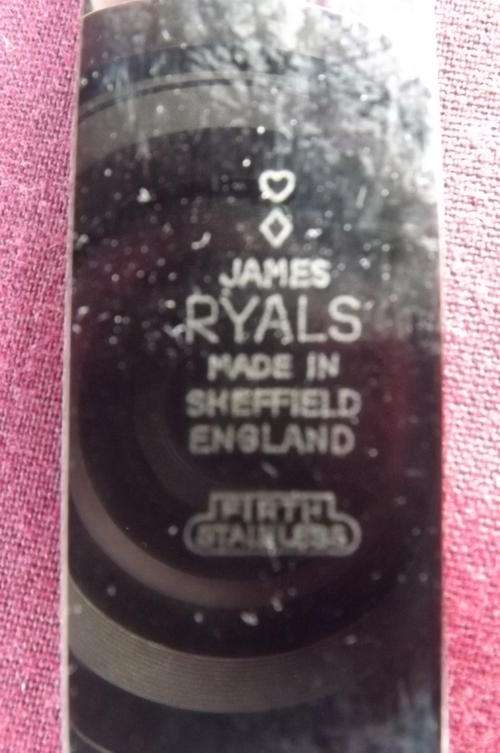 JAMES
RYALS
MADE IN
SHEFFIELD
ENGLAND
FIRTH
STAINLESS